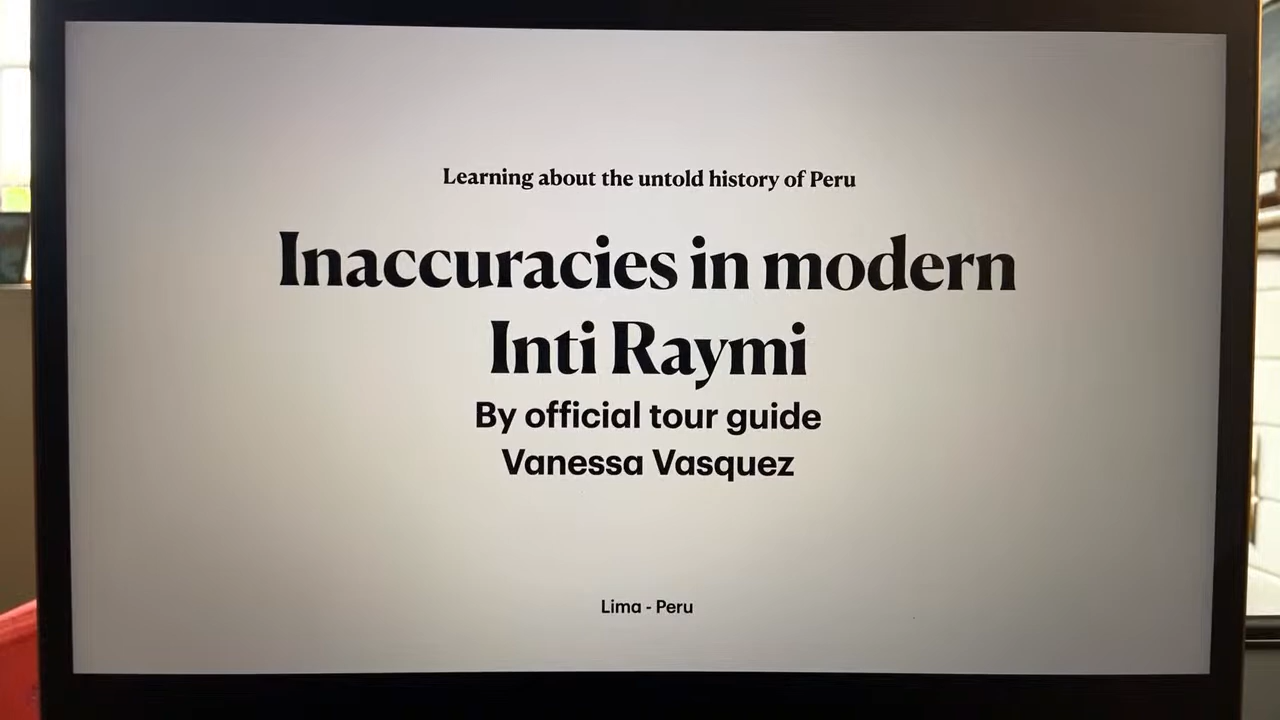 Learning about the untold history of Peru
Inaccuracies in modern
Inti Raymi
By official tour guide
Vanessa Vasquez
Lima - Peru